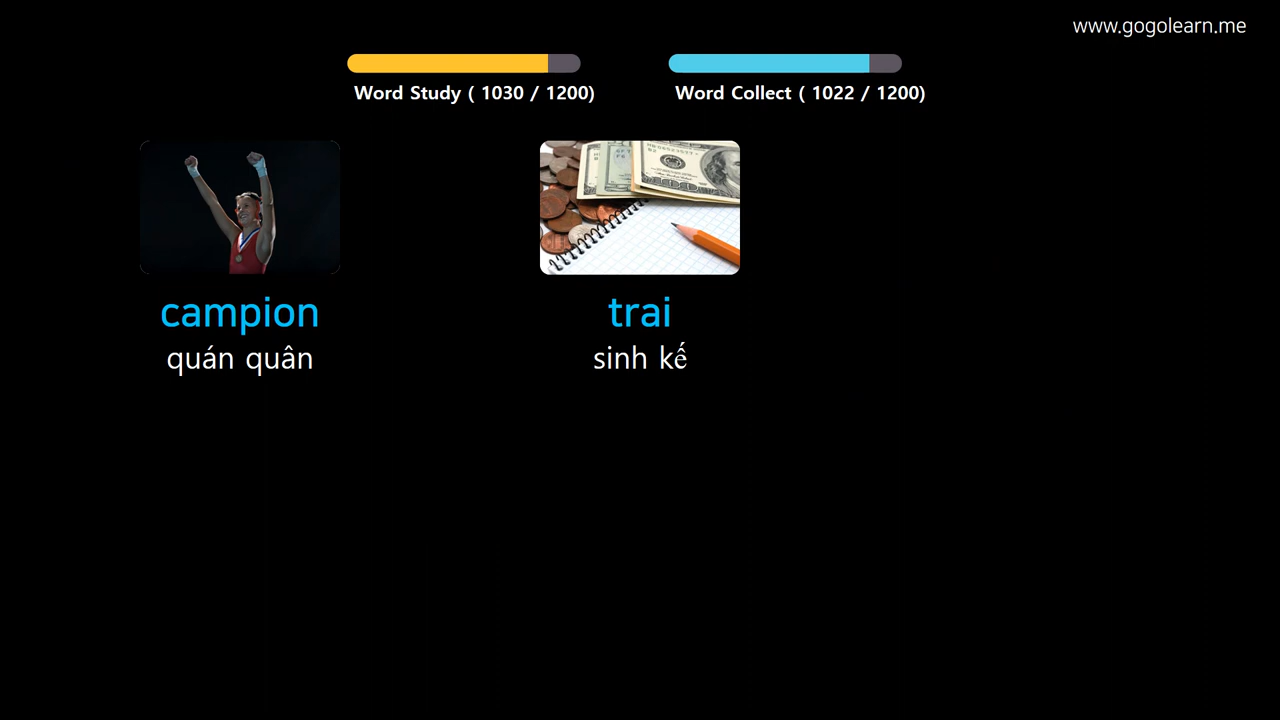 www.gogolearn.me
Word Study ( 1030 / 1200)
Word Collect ( 1022 / 1200)
campion
quán quân
trai
sinh kế